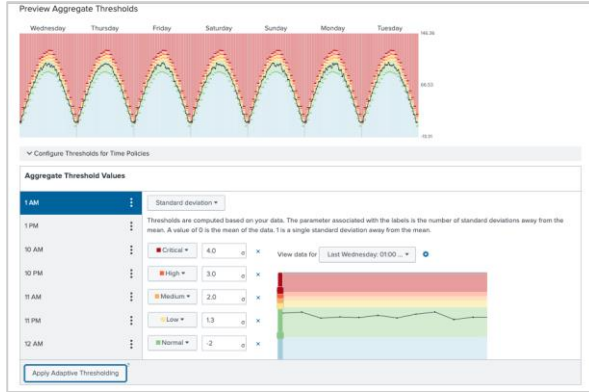 Preview Aggregate Thresholds
Wednesday Thursday Friday Saturday Sunday Monday Tuesday
Configure Thresholds for Time Policies
Aggregate Threshold Values
1 AM
Standard deviation
Thresholds are computed based on your data. The parameter associated with the labels is the number of standard deviations away from the
mean. A value of 0 is the mean of the data. 1 is a single standard deviation away from the mean.
1 PM
10 AM
Critical 4.0 σ ×
View data for Last Wednesday: 01:00 ...
10 PM
High 3.0 σ ×
11 AM
Medium 2.0 σ ×
11 PM
Low 1.3 σ ×
12 AM
Normal -2 σ ×
Apply Adaptive Thresholding